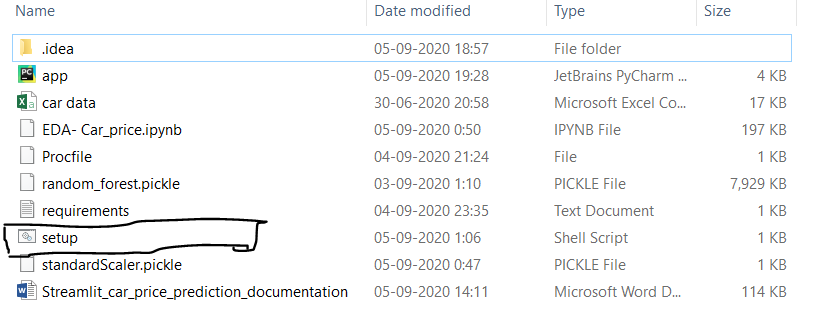 Name Date modified Type Size
.idea 05-09-2020 18:57 File folder
app 05-09-2020 19:28 JetBrains PyCharm ... 4 KB
car data 30-06-2020 20:58 Microsoft Excel Co... 17 KB
EDA- Car_price.ipynb 05-09-2020 0:50 IPYNB File 197 KB
Procfile 04-09-2020 21:24 File 1 KB
random_forest.pickle 03-09-2020 1:10 PICKLE File 7,929 KB
requirements 04-09-2020 23:35 Text Document 1 KB
setup 05-09-2020 1:06 Shell Script 1 KB
standardScaler.pickle 05-09-2020 0:47 PICKLE File 1 KB
Streamlit_car_price_prediction_documentation 05-09-2020 14:11 Microsoft Word D... 114 KB